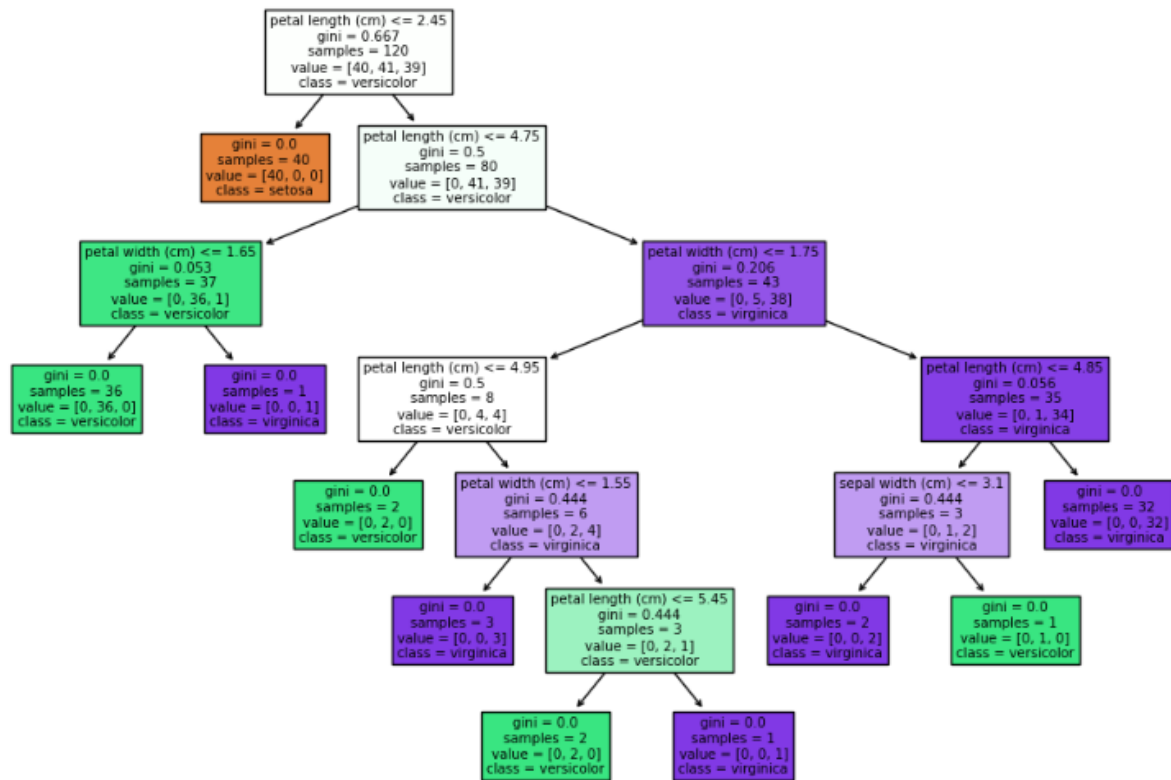 petal length (cm) <= 2.45
gini = 0.667
samples = 120
value = [40, 41, 39]
class = versicolor
gini = 0.0
samples = 40
value = [40, 0, 0]
class = setosa
petal length (cm) <= 4.75
gini = 0.5
samples = 80
value = [0, 41, 39]
class = versicolor
petal width (cm) <= 1.65
gini = 0.053
samples = 37
value = [0, 36, 1]
class = versicolor
petal width (cm) <= 1.75
gini = 0.206
samples = 43
value = [0, 5, 38]
class = virginica
gini = 0.0
samples = 36
value = [0, 36, 0]
class = versicolor
gini = 0.0
samples = 1
value = [0, 0, 1]
class = virginica
petal length (cm) <= 4.95
gini = 0.5
samples = 8
value = [0, 4, 4]
class = versicolor
petal length (cm) <= 4.85
gini = 0.056
samples = 35
value = [0, 1, 34]
class = virginica
gini = 0.0
samples = 2
value = [0, 2, 0]
class = versicolor
petal width (cm) <= 1.55
gini = 0.444
samples = 6
value = [0, 2, 4]
class = virginica
sepal width (cm) <= 3.1
gini = 0.444
samples = 3
value = [0, 1, 2]
class = virginica
gini = 0.0
samples = 32
value = [0, 0, 32]
class = virginica
gini = 0.0
samples = 3
value = [0, 0, 3]
class = virginica
petal length (cm) <= 5.45
gini = 0.444
samples = 3
value = [0, 2, 1]
class = versicolor
gini = 0.0
samples = 2
value = [0, 0, 2]
class = virginica
gini = 0.0
samples = 1
value = [0, 1, 0]
class = versicolor
gini = 0.0
samples = 2
value = [0, 2, 0]
class = versicolor
gini = 0.0
samples = 1
value = [0, 0, 1]
class = virginica